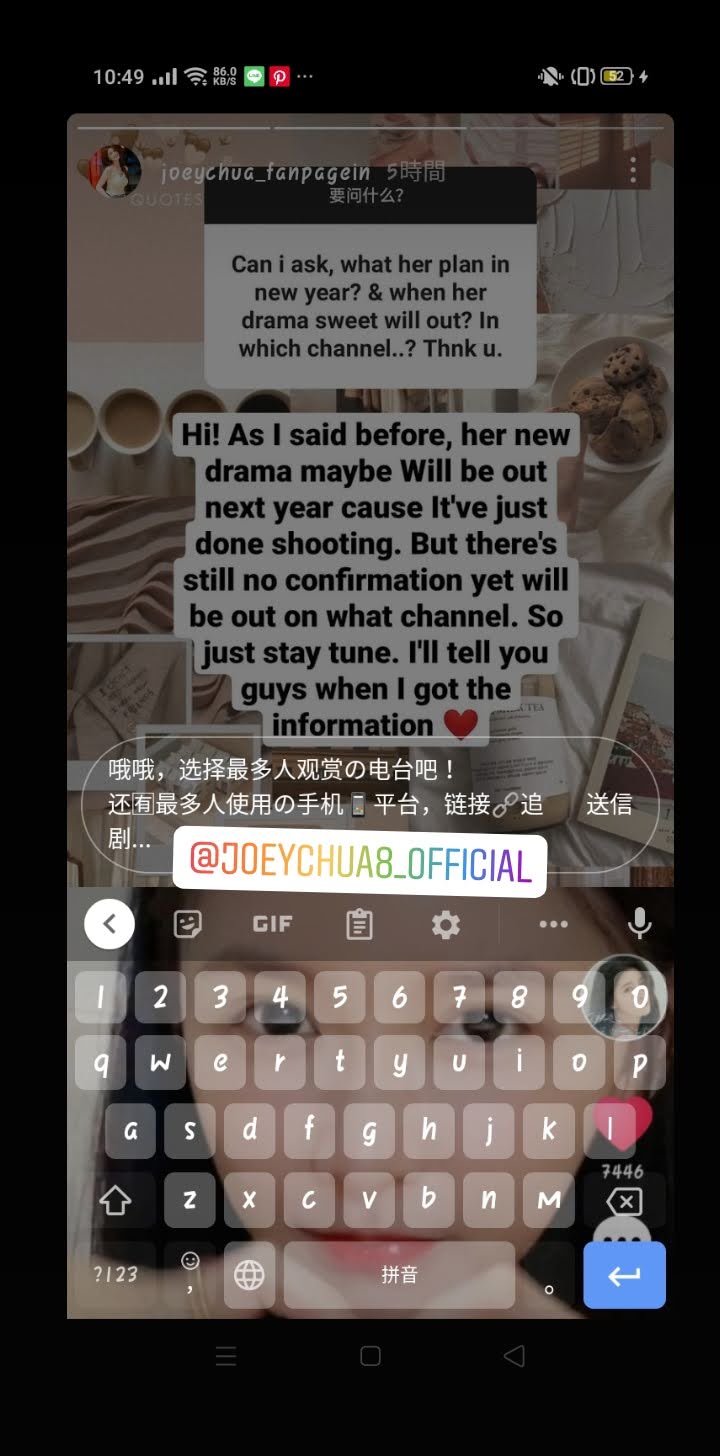 10:49 86.0 KB/S ··· 52
joeychua_fanpagein 5時間
QUOTES
要问什么?
Can i ask, what her plan in
new year? & when her
drama sweet will out? In
which channel..? Thnk u.
Hi! As I said before, her new
drama maybe Will be out
next year cause It've just
done shooting. But there's
still no confirmation yet will
be out on what channel. So
just stay tune. I'll tell you
guys when I got the
information ❤️
哦哦，选择最多人观赏の电台吧！
还🈶最多人使用の手机📱平台，链接🔗追 送信
剧...
@JOEYCHUA8_OFFICIAL
GIF ···
1 2 3 4 5 6 7 8 9 0
q w e r t y u i o p
a s d f g h j k l
7446
z x c v b n m
?123 , 拼音 。